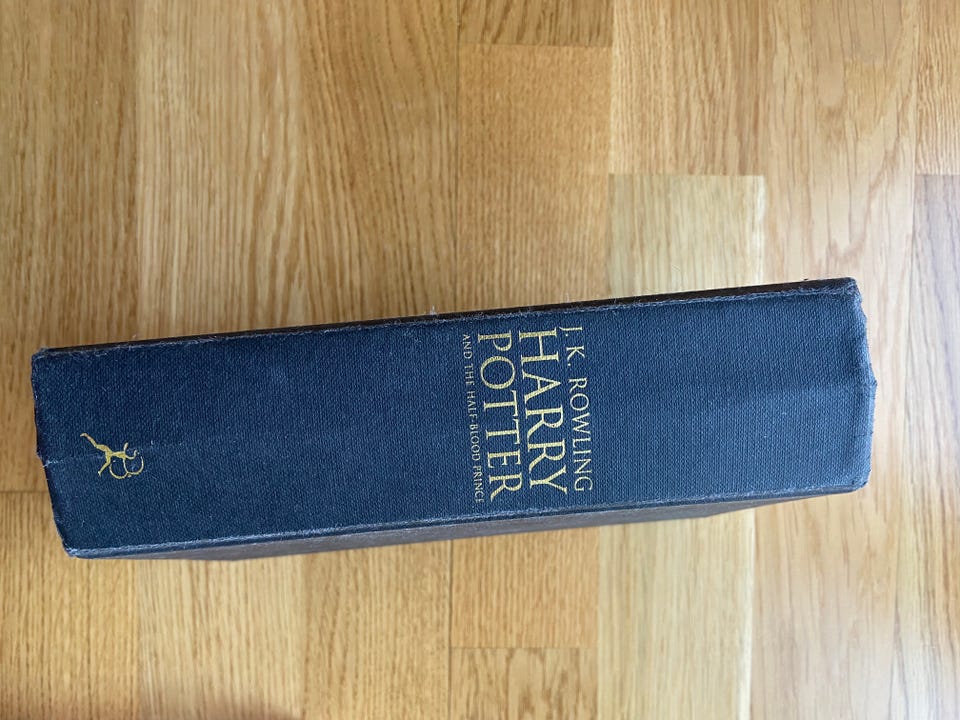 J. K. ROWLING
HARRY
POTTER
AND THE HALF-BLOOD PRINCE
B